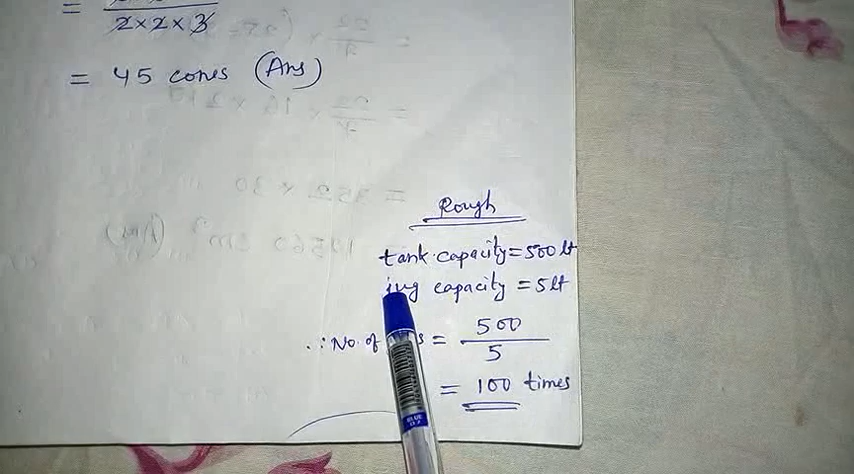 = 2 × 2 × 3
= 45 cones (Ans)
Rough
tank capacity = 500 lt
jug capacity = 5 lt
∴ No. of = 500 / 5
= 100 times